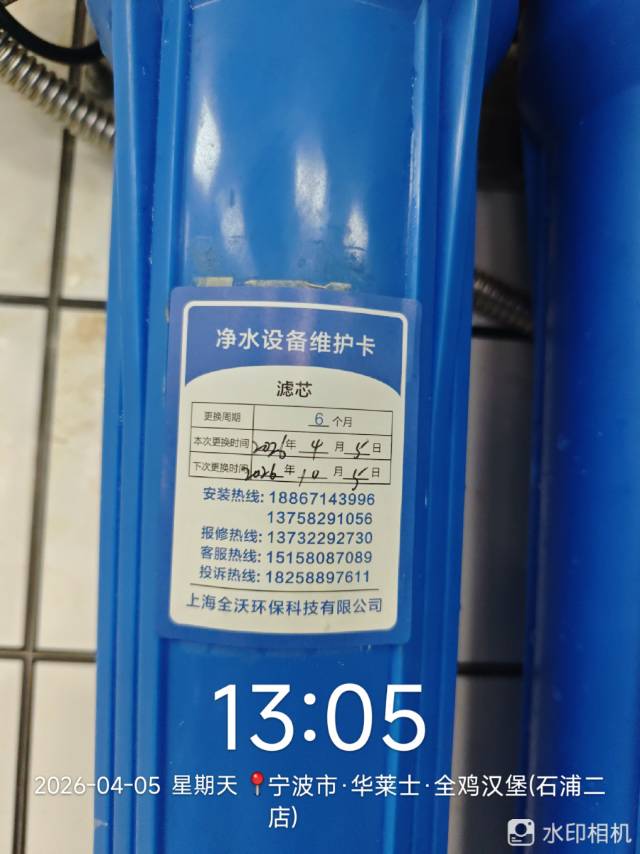 净水设备维护卡
滤芯
更换周期 6 个月
本次更换时间 2026年 4 月 5 日
下次更换时间 2026 年 10 月 5 日
安装热线: 18867143996
13758291056
报修热线: 13732292730
客服热线: 15158087089
投诉热线: 18258897611
上海全沃环保科技有限公司
13:05
2026-04-05 星期天 宁波市·华莱士·全鸡汉堡(石浦二
店)
水印相机